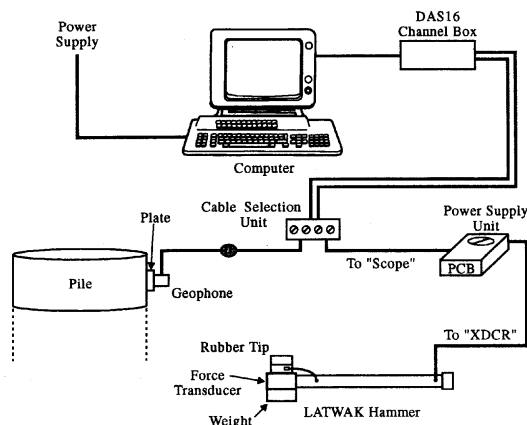 Power
Supply
DAS16
Channel Box
Computer
Cable Selection
Unit
Power Supply
Unit
Plate
To "Scope"
PCB
Pile
Geophone
To "XDCR"
Rubber Tip
Force
Transducer
Weight
LATWAK Hammer